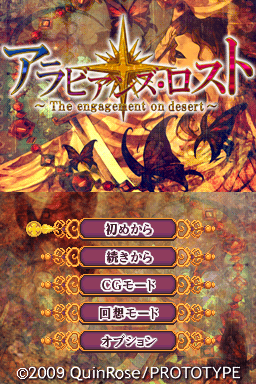 アラビアンズ・ロスト
～The engagement on desert～
初めから
続きから
CGモード
回想モード
オプション
©2009 QuinRose/PROTOTYPE